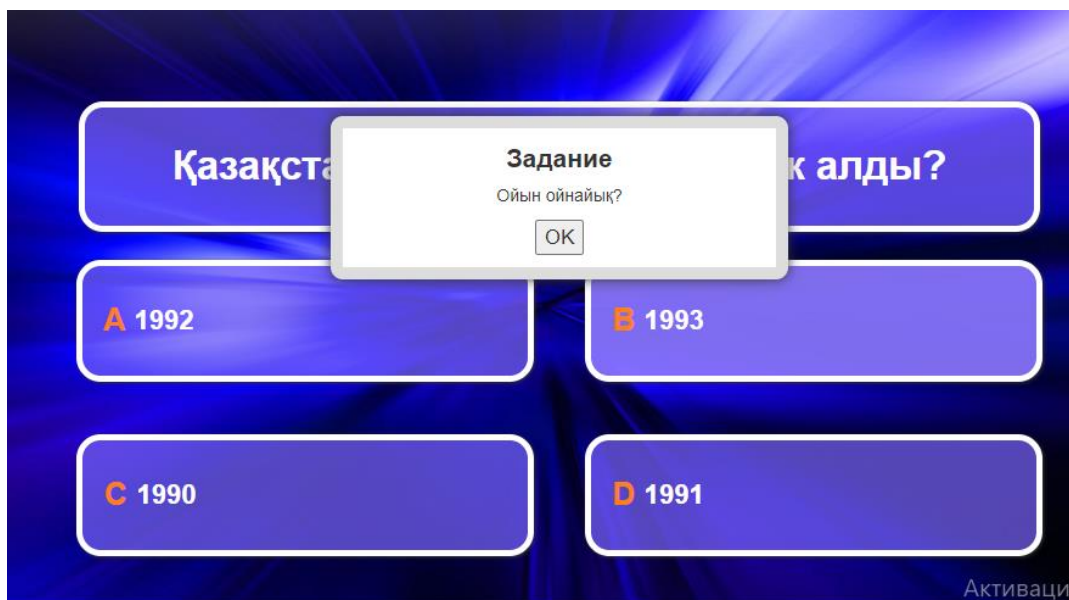 Қазақста к алды?
Задание
Ойын ойнайық?
OK
A 1992
B 1993
C 1990
D 1991
Активаци